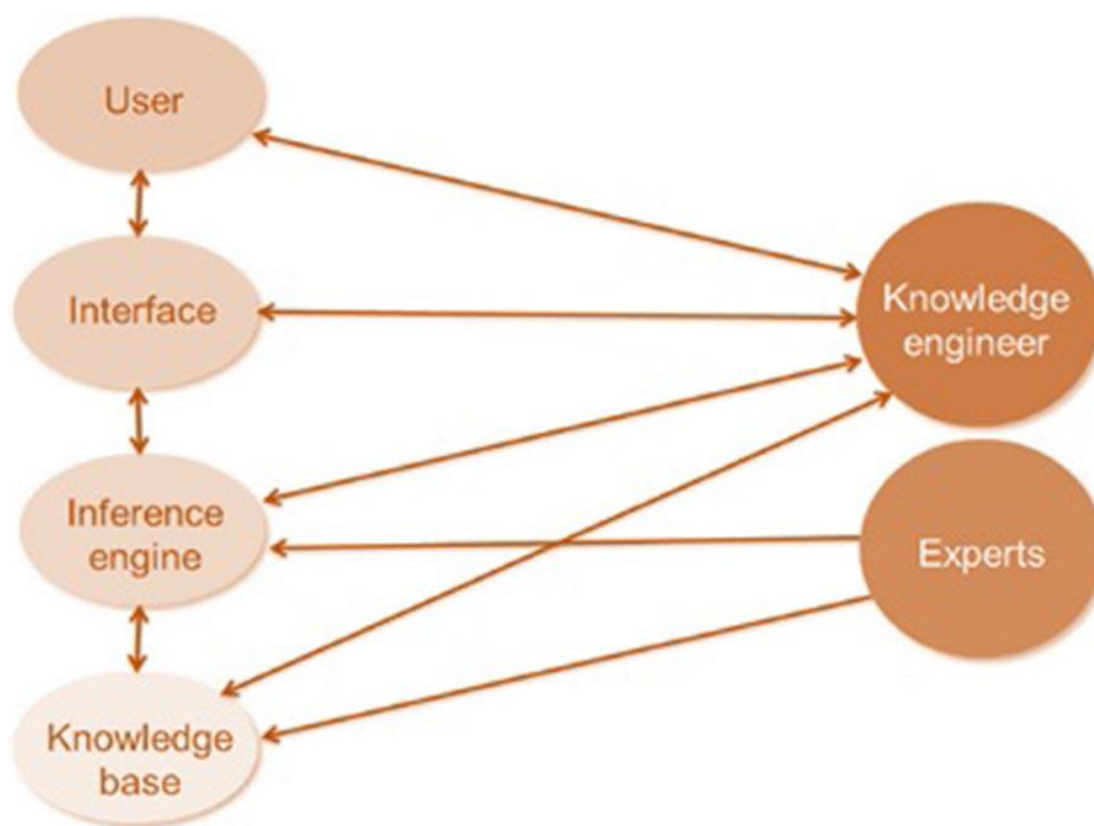 User
Interface
Inference
engine
Knowledge
base
Knowledge
engineer
Experts